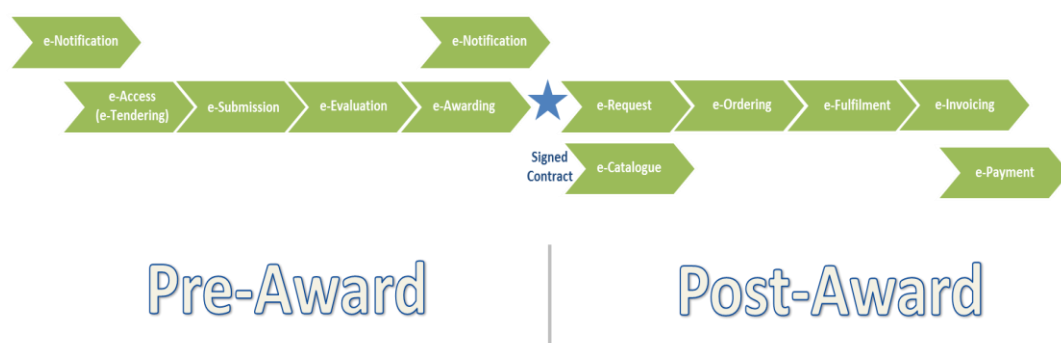 e-Notification
e-Notification
e-Access
(e-Tendering)
e-Submission
e-Evaluation
e-Awarding
e-Request
e-Ordering
e-Fulfilment
e-Invoicing
Signed
Contract
e-Catalogue
e-Payment
Pre-Award
Post-Award